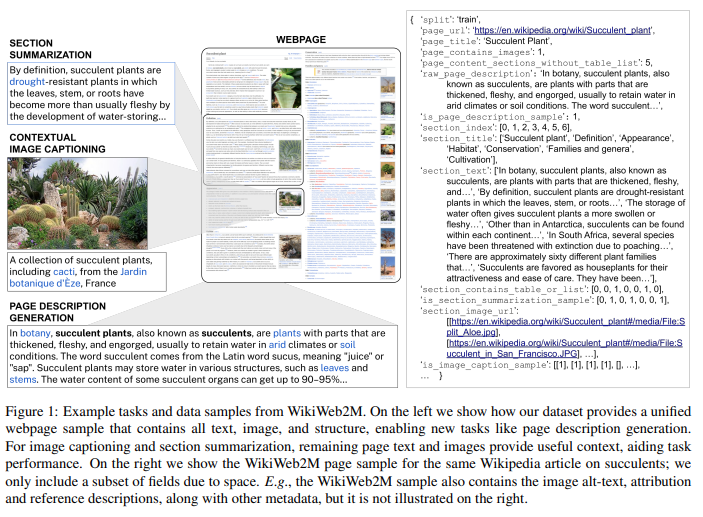 SECTION
SUMMARIZATION
By definition, succulent plants are
drought-resistant plants in which
the leaves, stem, or roots have
become more than usually fleshy by
the development of water-storing...
CONTEXTUAL
IMAGE CAPTIONING
A collection of succulent plants,
including cacti, from the Jardin
botanique d'Èze, France
PAGE DESCRIPTION
GENERATION
In botany, succulent plants, also known as succulents, are plants with parts that are
thickened, fleshy, and engorged, usually to retain water in arid climates or soil
conditions. The word succulent comes from the Latin word sucus, meaning "juice" or
"sap". Succulent plants may store water in various structures, such as leaves and
stems. The water content of some succulent organs can get up to 90–95%...
WEBPAGE
{ 'split': 'train',
'page_url': 'https://en.wikipedia.org/wiki/Succulent_plant',
'page_title': 'Succulent Plant',
'page_contains_images': 1,
'page_content_sections_without_table_list': 5,
'raw_page_description': 'In botany, succulent plants, also
known as succulents, are plants with parts that are
thickened, fleshy, and engorged, usually to retain water in
arid climates or soil conditions. The word succulent…',
'is_page_description_sample': 1,
'section_index': [0, 1, 2, 3, 4, 5, 6],
'section_title': ['Succulent plant', 'Definition', 'Appearance',
'Habitat', 'Conservation', 'Families and genera',
'Cultivation'],
'section_text': ['In botany, succulent plants, also known as
succulents, are plants with parts that are thickened, fleshy,
and…', 'By definition, succulent plants are drought-resistant
plants in which the leaves, stem, or roots…', 'The storage of
water often gives succulent plants a more swollen or
fleshy…', 'Other than in Antarctica, succulents can be found
within each continent…', 'In South Africa, several species
have been threatened with extinction due to poaching…',
'There are approximately sixty different plant families
that…', 'Succulents are favored as houseplants for their
attractiveness and ease of care. They have been…'],
'section_contains_table_or_list': [0, 0, 1, 0, 0, 1, 0],
'is_section_summarization_sample': [0, 1, 0, 1, 0, 0, 1],
'section_image_url':
[[https://en.wikipedia.org/wiki/Succulent_plant#/media/File:S
plit_Aloe.jpg],
[https://en.wikipedia.org/wiki/Succulent_plant#/media/File:S
ucculent_in_San_Francisco.JPG], …],
'is_image_caption_sample': [[1], [1], [1], [1], [], …],
… }
Figure 1: Example tasks and data samples from WikiWeb2M. On the left we show how our dataset provides a unified
webpage sample that contains all text, image, and structure, enabling new tasks like page description generation.
For image captioning and section summarization, remaining page text and images provide useful context, aiding task
performance. On the right we show the WikiWeb2M page sample for the same Wikipedia article on succulents; we
only include a subset of fields due to space. E.g., the WikiWeb2M sample also contains the image alt-text, attribution
and reference descriptions, along with other metadata, but it is not illustrated on the right.